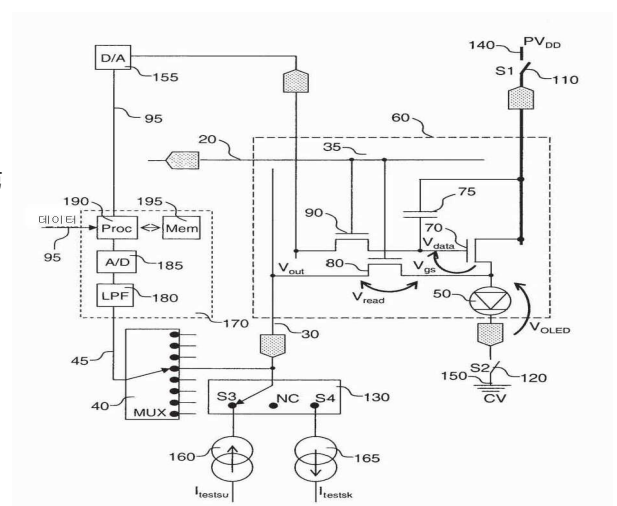 D/A
155
140
PV_DD
S1
110
95
20
35
60
190
195
데이터
95
Proc
Mem
A/D
185
LPF
180
170
75
90
70
V_data
80
V_out
V_gs
V_read
50
V_OLED
30
45
40
MUX
S3
NC
S4
130
S2
150
120
CV
160
165
I_testsu
I_testsk